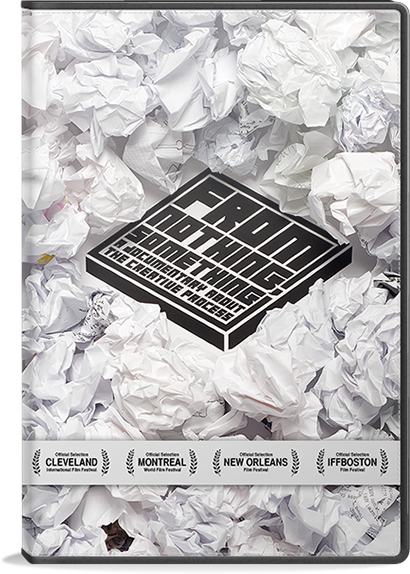 FROM
NOTHING,
SOMETHING
A DOCUMENTARY ABOUT
THE CREATIVE PROCESS
Official Selection
CLEVELAND
International Film Festival
Official Selection
MONTREAL
World Film Festival
Official Selection
NEW ORLEANS
Film Festival
Official Selection
IFFBOSTON
Film Festival